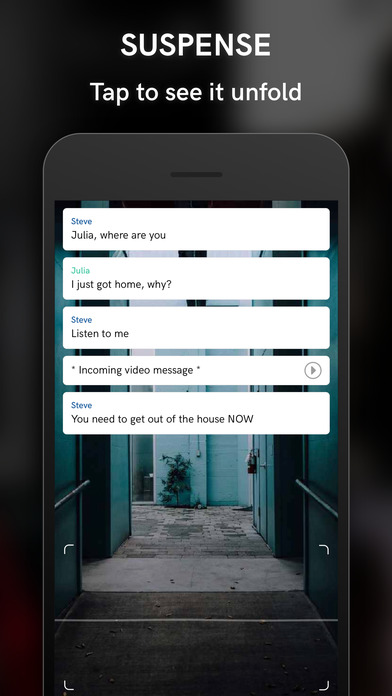 SUSPENSE
Tap to see it unfold
Steve
Julia, where are you
Julia
I just got home, why?
Steve
Listen to me
* Incoming video message *
Steve
You need to get out of the house NOW